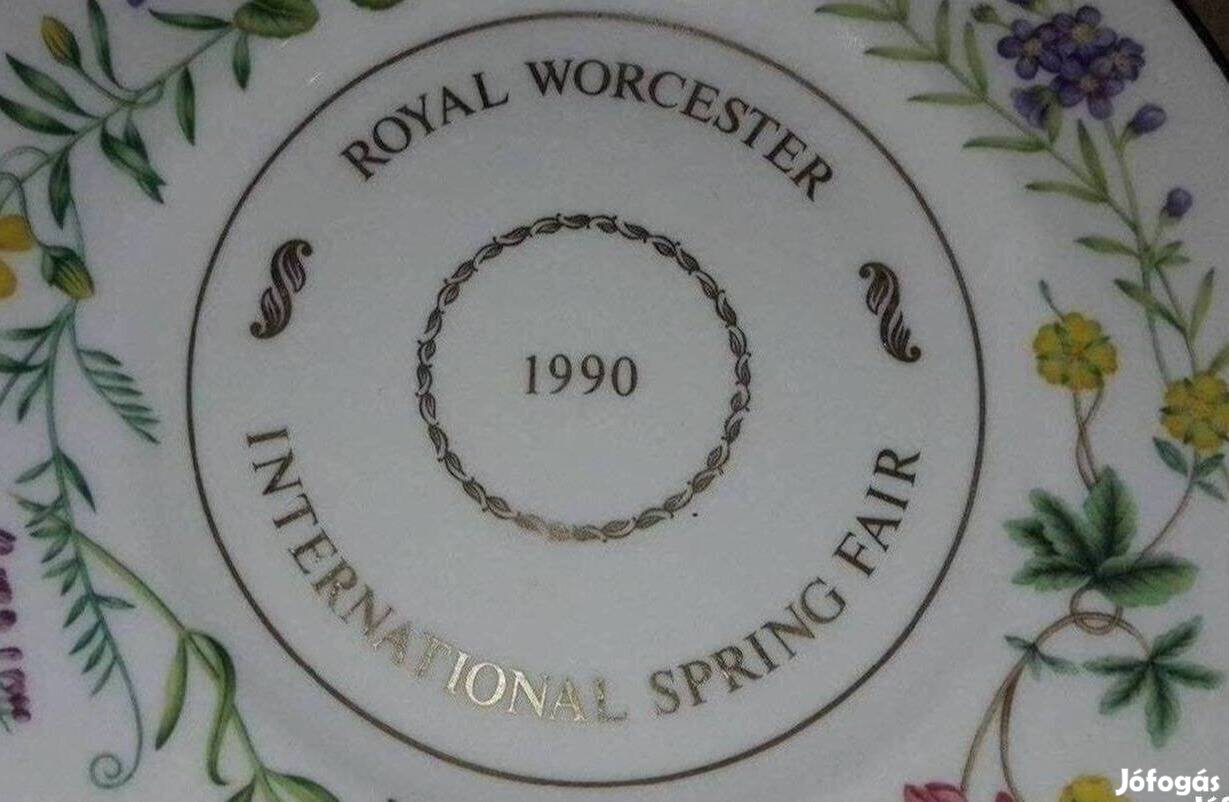 ROYAL WORCESTER
1990
INTERNATIONAL SPRING FAIR
Jófogás